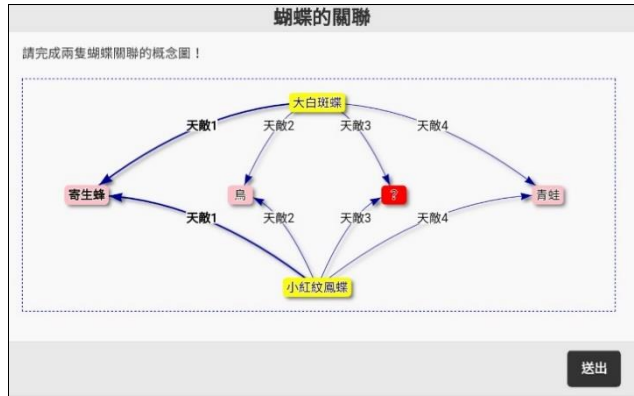 蝴蝶的關聯
請完成兩隻蝴蝶關聯的概念圖！
大白斑蝶
天敵1 天敵2 天敵3 天敵4
寄生蜂 鳥 ? 青蛙
天敵1 天敵2 天敵3 天敵4
小紅紋鳳蝶
送出